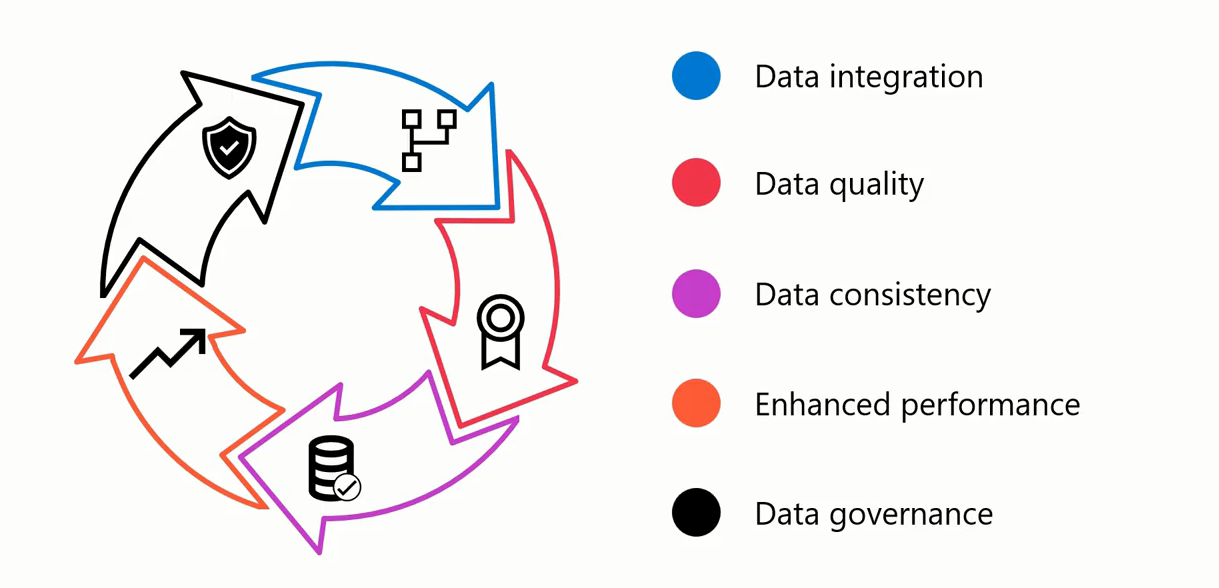 Data integration
Data quality
Data consistency
Enhanced performance
Data governance